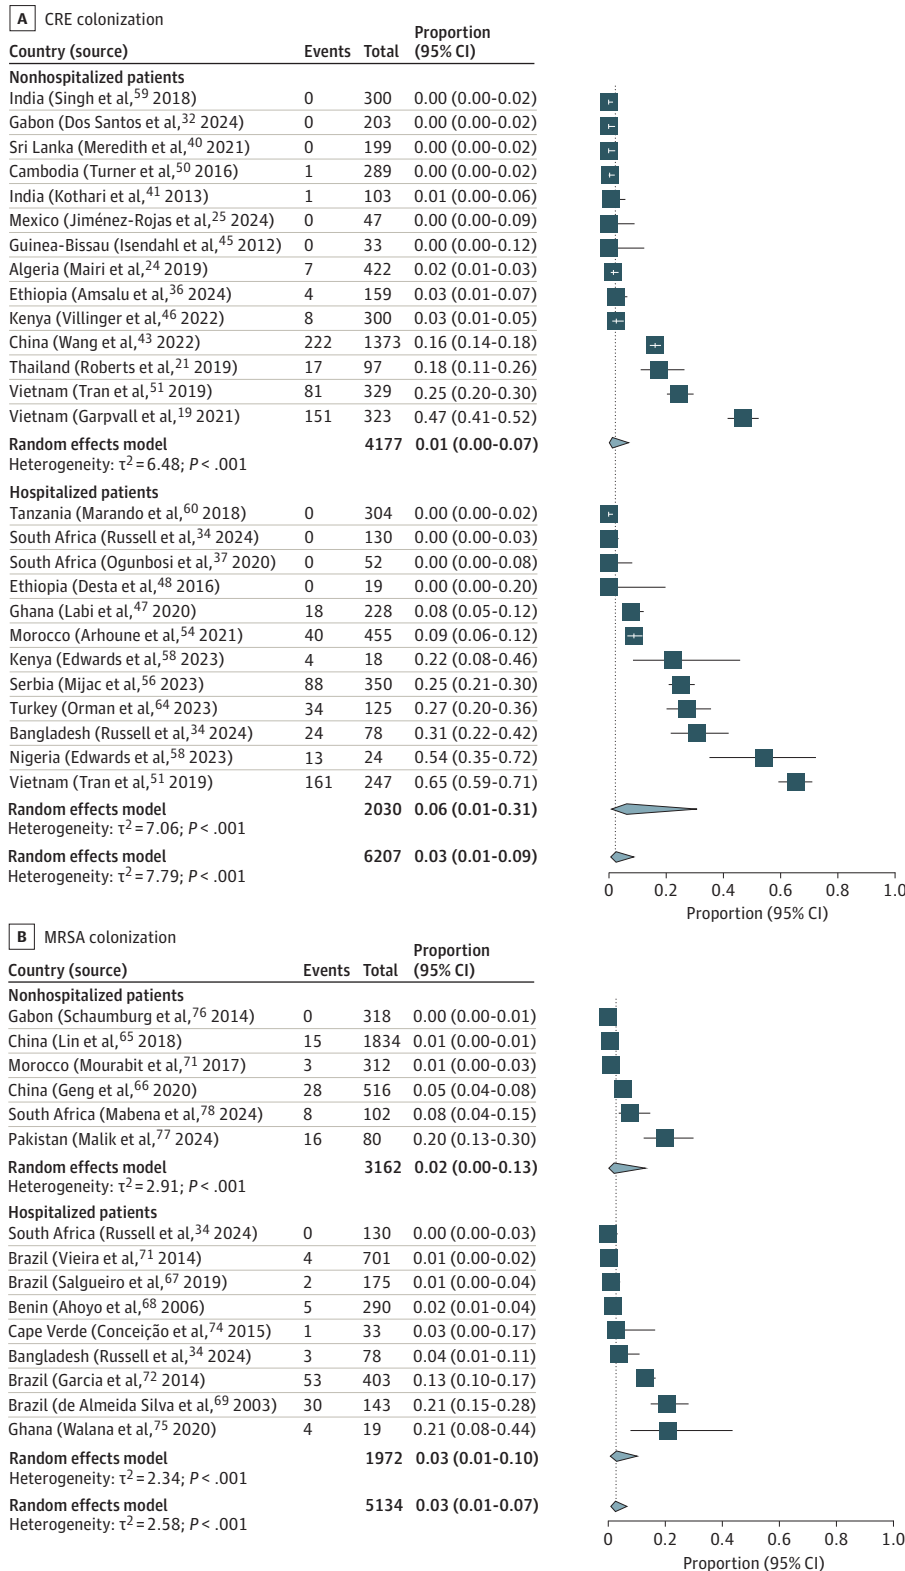 A CRE colonization
Country (source) Events Total Proportion (95% CI)
Nonhospitalized patients
India (Singh et al,59 2018) 0 300 0.00 (0.00-0.02)
Gabon (Dos Santos et al,32 2024) 0 203 0.00 (0.00-0.02)
Sri Lanka (Meredith et al,40 2021) 0 199 0.00 (0.00-0.02)
Cambodia (Turner et al,50 2016) 1 289 0.00 (0.00-0.02)
India (Kothari et al,41 2013) 1 103 0.01 (0.00-0.06)
Mexico (Jiménez-Rojas et al,25 2024) 0 47 0.00 (0.00-0.09)
Guinea-Bissau (Isendahl et al,45 2012) 0 33 0.00 (0.00-0.12)
Algeria (Mairi et al,24 2019) 7 422 0.02 (0.01-0.03)
Ethiopia (Amsalu et al,36 2024) 4 159 0.03 (0.01-0.07)
Kenya (Villinger et al,46 2022) 8 300 0.03 (0.01-0.05)
China (Wang et al,43 2022) 222 1373 0.16 (0.14-0.18)
Thailand (Roberts et al,21 2019) 17 97 0.18 (0.11-0.26)
Vietnam (Tran et al,51 2019) 81 329 0.25 (0.20-0.30)
Vietnam (Garpvall et al,19 2021) 151 323 0.47 (0.41-0.52)
Random effects model 4177 0.01 (0.00-0.07)
Heterogeneity: τ2 = 6.48; P < .001
Hospitalized patients
Tanzania (Marando et al,60 2018) 0 304 0.00 (0.00-0.02)
South Africa (Russell et al,34 2024) 0 130 0.00 (0.00-0.03)
South Africa (Ogunbosi et al,37 2020) 0 52 0.00 (0.00-0.08)
Ethiopia (Desta et al,48 2016) 0 19 0.00 (0.00-0.20)
Ghana (Labi et al,47 2020) 18 228 0.08 (0.05-0.12)
Morocco (Arhoune et al,54 2021) 40 455 0.09 (0.06-0.12)
Kenya (Edwards et al,58 2023) 4 18 0.22 (0.08-0.46)
Serbia (Mijac et al,56 2023) 88 350 0.25 (0.21-0.30)
Turkey (Orman et al,64 2023) 34 125 0.27 (0.20-0.36)
Bangladesh (Russell et al,34 2024) 24 78 0.31 (0.22-0.42)
Nigeria (Edwards et al,58 2023) 13 24 0.54 (0.35-0.72)
Vietnam (Tran et al,51 2019) 161 247 0.65 (0.59-0.71)
Random effects model 2030 0.06 (0.01-0.31)
Heterogeneity: τ2 = 7.06; P < .001
Random effects model 6207 0.03 (0.01-0.09)
Heterogeneity: τ2 = 7.79; P < .001
0 0.2 0.4 0.6 0.8 1.0
Proportion (95% CI)
B MRSA colonization
Country (source) Events Total Proportion (95% CI)
Nonhospitalized patients
Gabon (Schaumburg et al,76 2014) 0 318 0.00 (0.00-0.01)
China (Lin et al,65 2018) 15 1834 0.01 (0.00-0.01)
Morocco (Mourabit et al,71 2017) 3 312 0.01 (0.00-0.03)
China (Geng et al,66 2020) 28 516 0.05 (0.04-0.08)
South Africa (Mabena et al,78 2024) 8 102 0.08 (0.04-0.15)
Pakistan (Malik et al,77 2024) 16 80 0.20 (0.13-0.30)
Random effects model 3162 0.02 (0.00-0.13)
Heterogeneity: τ2 = 2.91; P < .001
Hospitalized patients
South Africa (Russell et al,34 2024) 0 130 0.00 (0.00-0.03)
Brazil (Vieira et al,71 2014) 4 701 0.01 (0.00-0.02)
Brazil (Salgueiro et al,67 2019) 2 175 0.01 (0.00-0.04)
Benin (Ahoyo et al,68 2006) 5 290 0.02 (0.01-0.04)
Cape Verde (Conceição et al,74 2015) 1 33 0.03 (0.00-0.17)
Bangladesh (Russell et al,34 2024) 3 78 0.04 (0.01-0.11)
Brazil (Garcia et al,72 2014) 53 403 0.13 (0.10-0.17)
Brazil (de Almeida Silva et al,69 2003) 30 143 0.21 (0.15-0.28)
Ghana (Walana et al,75 2020) 4 19 0.21 (0.08-0.44)
Random effects model 1972 0.03 (0.01-0.10)
Heterogeneity: τ2 = 2.34; P < .001
Random effects model 5134 0.03 (0.01-0.07)
Heterogeneity: τ2 = 2.58; P < .001
0 0.2 0.4 0.6 0.8 1.0
Proportion (95% CI)